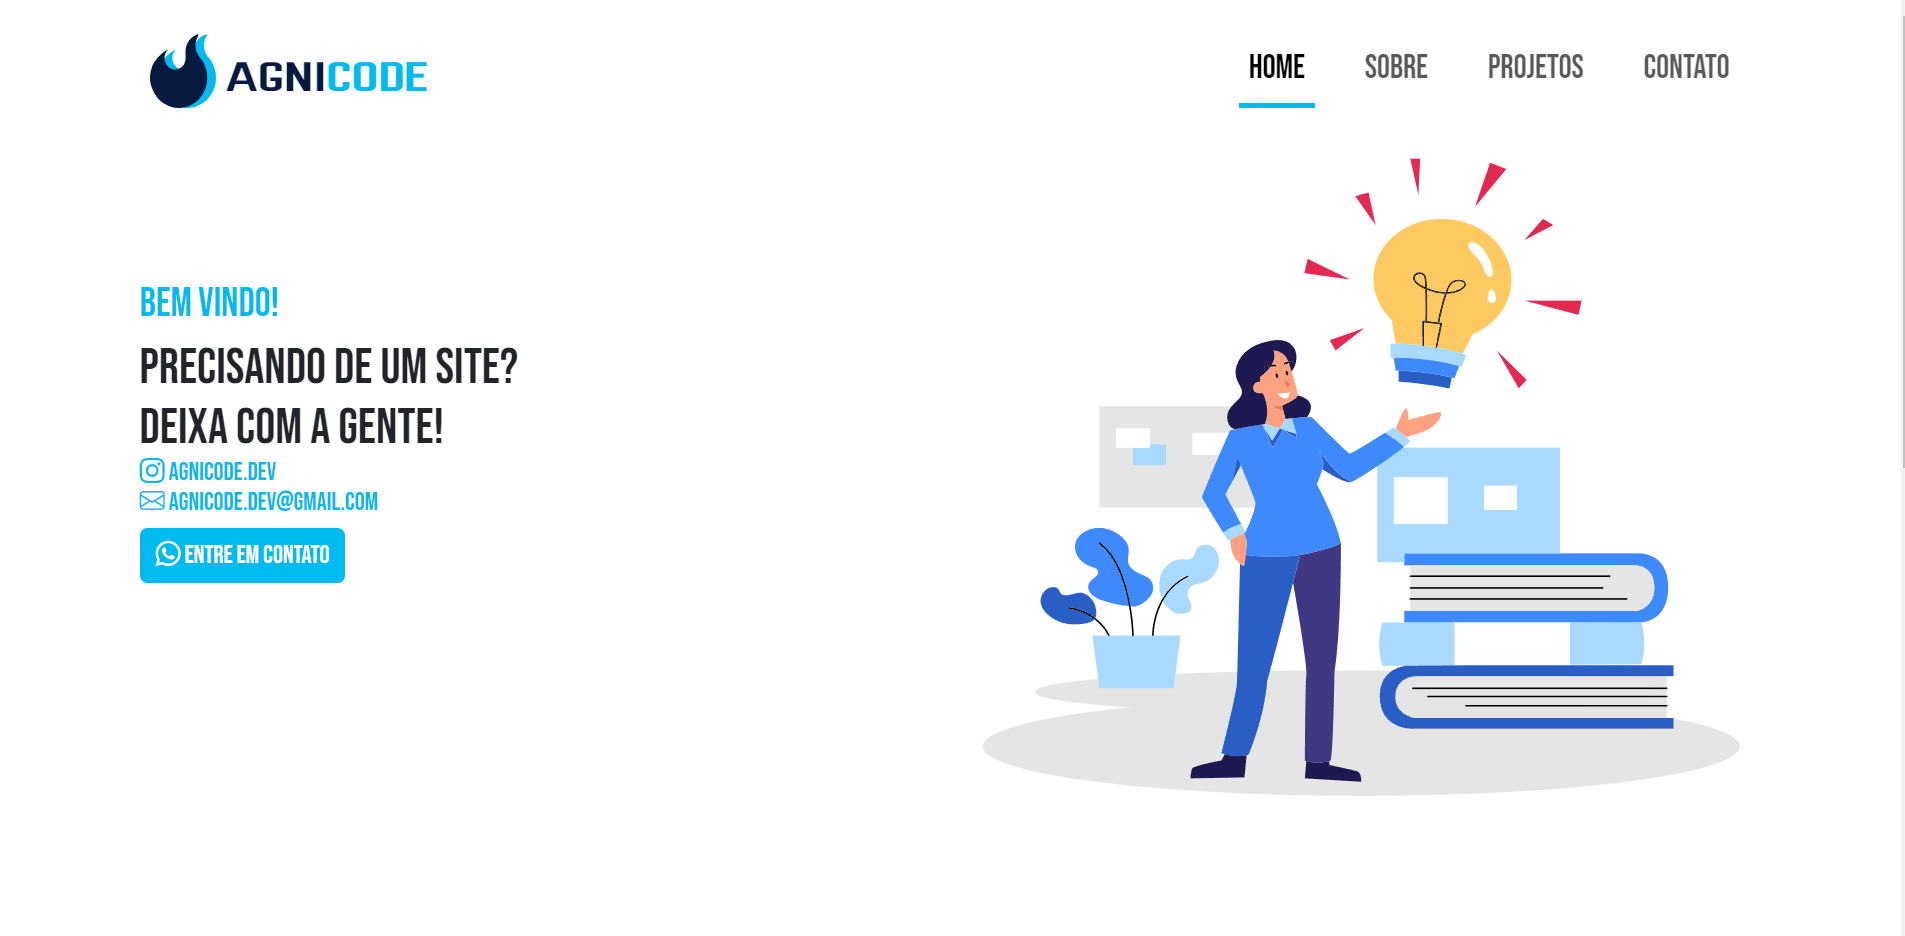 AGNICODE
HOME SOBRE PROJETOS CONTATO
BEM VINDO!
PRECISANDO DE UM SITE?
DEIXA COM A GENTE!
AGNICODE.DEV
AGNICODE.DEV@GMAIL.COM
ENTRE EM CONTATO